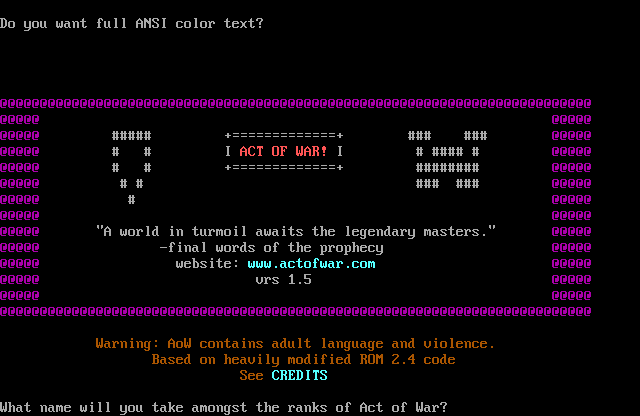 Do you want full ANSI color text?
@@@@@@@@@@@@@@@@@@@@@@@@@@@@@@@@@@@@@@@@@@@@@@@@@@@@@@@@@@@@@@@@@@@@@@@@@@
@@@@@                                                                @@@@@
@@@@@         #####         +=============+        ###    ###        @@@@@
@@@@@         #   #         I ACT OF WAR! I         # #### #         @@@@@
@@@@@         #   #         +=============+         ########         @@@@@
@@@@@          # #                                  ###  ###         @@@@@
@@@@@           #                                                    @@@@@
@@@@@                                                                @@@@@
@@@@@       "A world in turmoil awaits the legendary masters."       @@@@@
@@@@@               -final words of the prophecy                     @@@@@
@@@@@                 website: www.actofwar.com                      @@@@@
@@@@@                           vrs 1.5                              @@@@@
@@@@@                                                                @@@@@
@@@@@@@@@@@@@@@@@@@@@@@@@@@@@@@@@@@@@@@@@@@@@@@@@@@@@@@@@@@@@@@@@@@@@@@@@@
Warning: AoW contains adult language and violence.
Based on heavily modified ROM 2.4 code
See CREDITS
What name will you take amongst the ranks of Act of War?